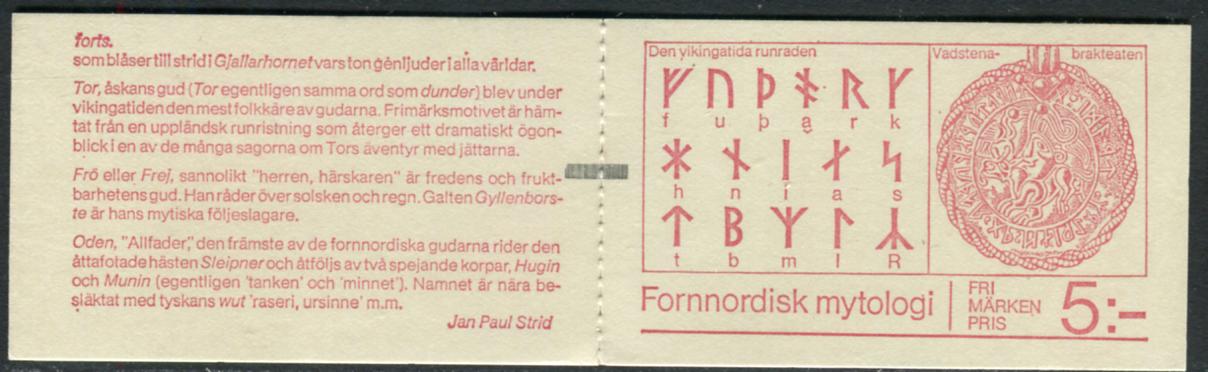 forts.
som blåser till strid i Gjallarhornet vars ton genljuder i alla världar.
Tor, åskans gud (Tor egentligen samma ord som dunder) blev under
vikingatiden den mest folkkäre av gudarna. Frimärksmotivet är häm-
tat från en uppländsk runristning som återger ett dramatiskt ögon-
blick i en av de många sagorna om Tors äventyr med jättarna.
Frö eller Frej, sannolikt "herren, härskaren" är fredens och frukt-
barhetens gud. Han råder över solsken och regn. Galten Gyllenbors-
te är hans mytiska följeslagare.
Oden, "Allfader," den främste av de fornnordiska gudarna rider den
åttafotade hästen Sleipner och åtföljs av två spejande korpar, Hugin
och Munin (egentligen 'tanken' och 'minnet'). Namnet är nära be-
släktat med tyskans wut 'raseri, ursinne' m.m.
Jan Paul Strid
Den vikingatida runraden
ᚠ ᚢ ᚦ ᚬ ᚱ ᚴ
f u þ ą r k
ᚼ ᚾ ᛁ ᛅ ᛋ
h n i a s
ᛏ ᛒ ᛘ ᛚ ᛦ
t b m l R
Vadstena-brakteaten
Fornnordisk mytologi
FRI
MÄRKEN
PRIS
5:-